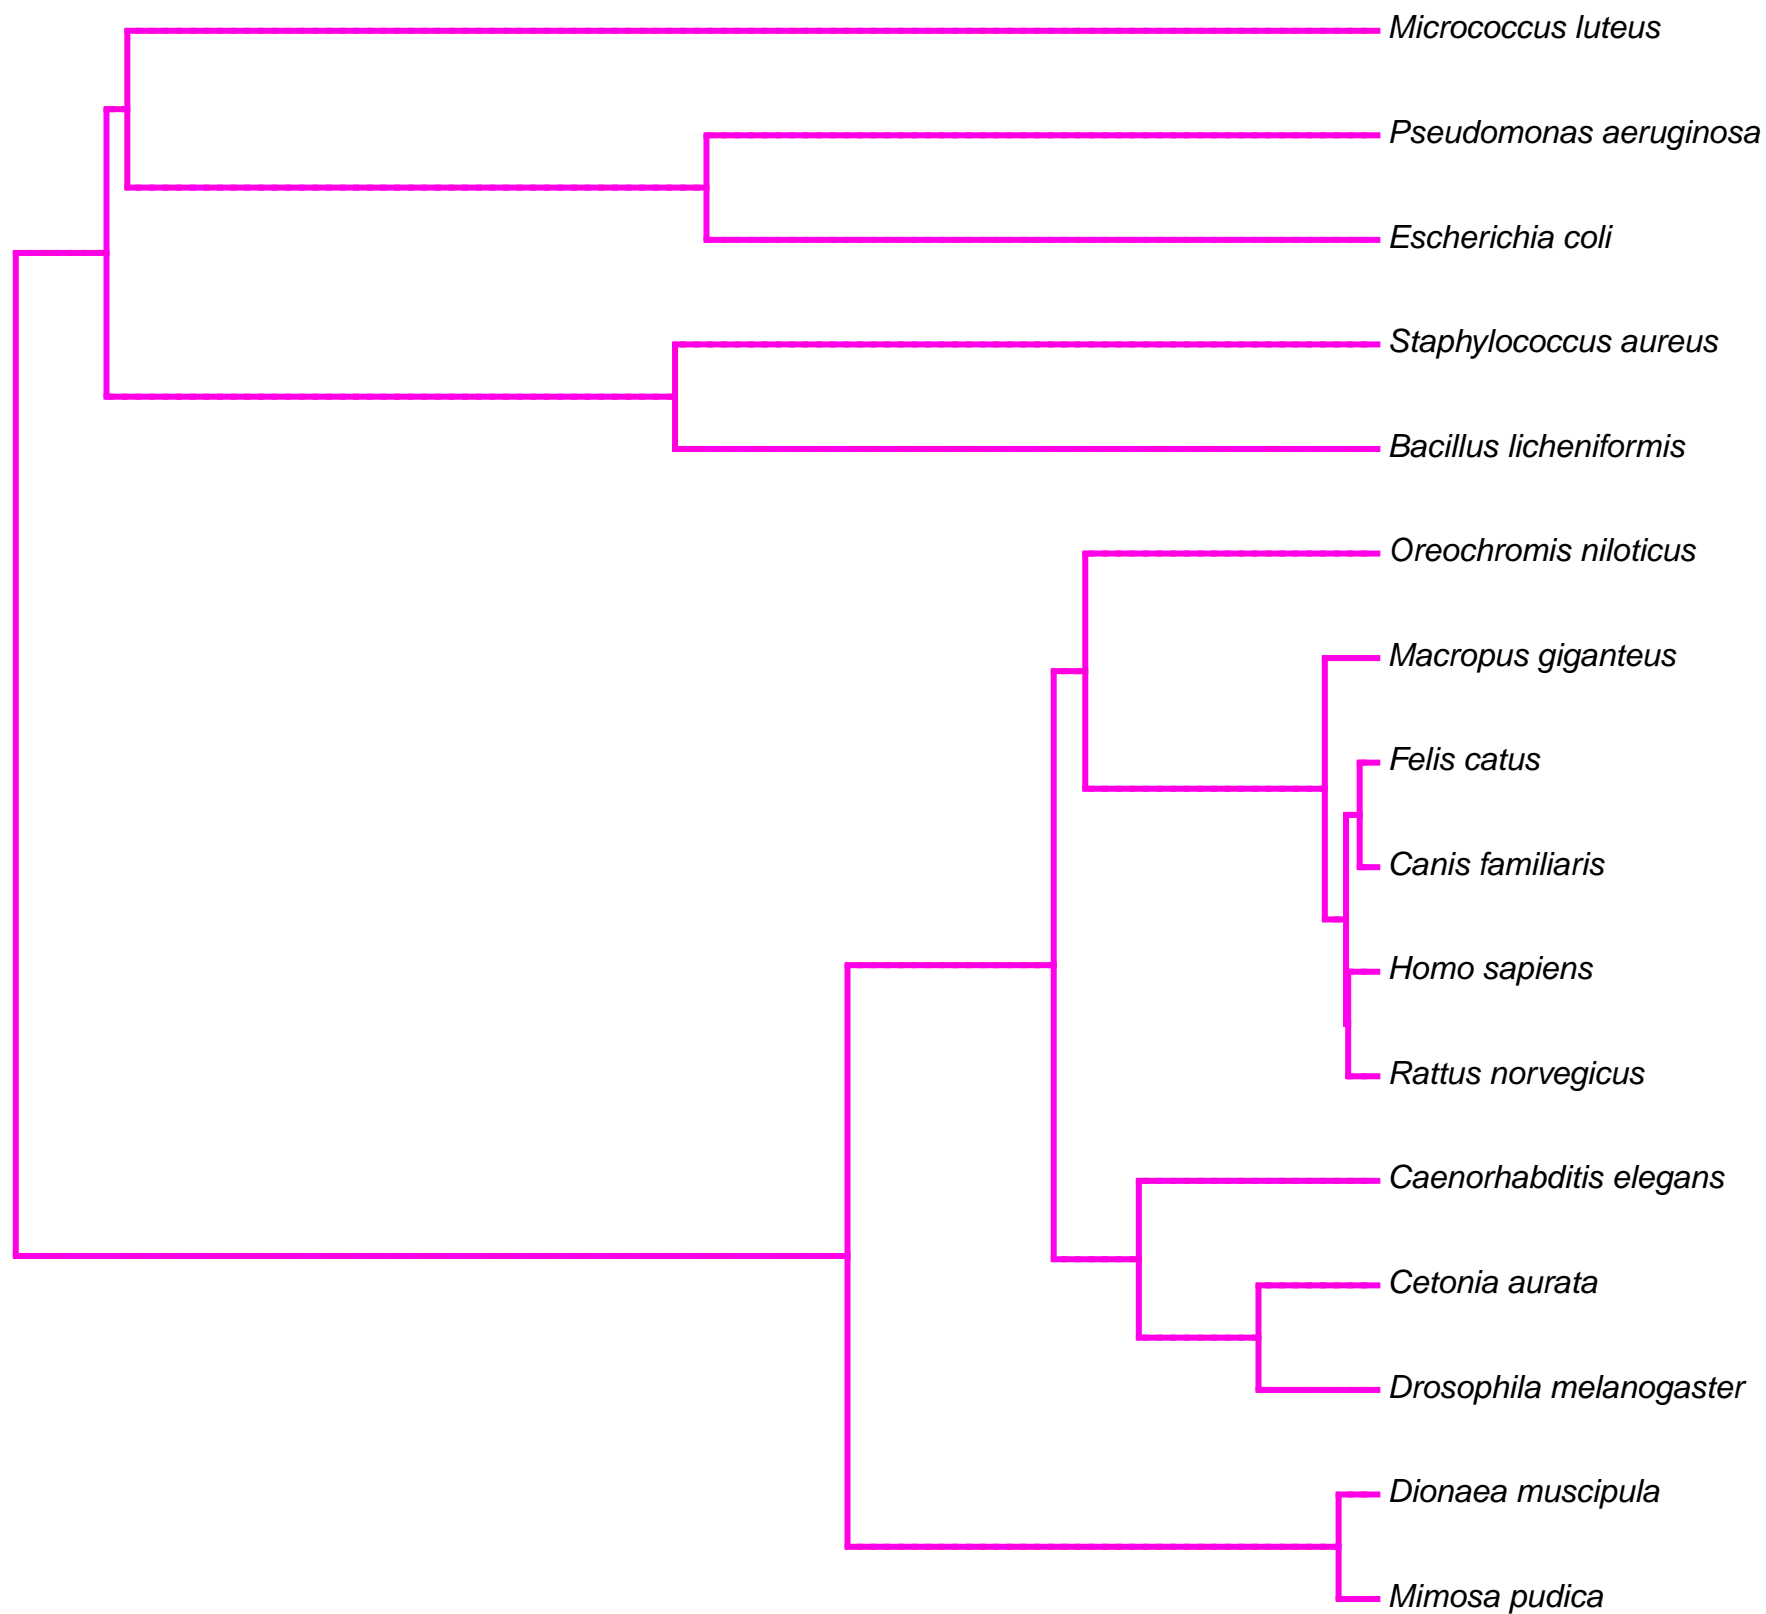 Micrococcus luteus
Pseudomonas aeruginosa
Escherichia coli
Staphylococcus aureus
Bacillus licheniformis
Oreochromis niloticus
Macropus giganteus
Felis catus
Canis familiaris
Homo sapiens
Rattus norvegicus
Caenorhabditis elegans
Cetonia aurata
Drosophila melanogaster
Dionaea muscipula
Mimosa pudica